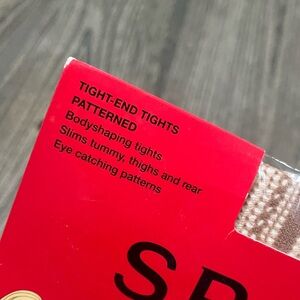 TIGHT-END TIGHTS
PATTERNED
Bodyshaping tights
Slims tummy, thighs and rear
Eye catching patterns
SP